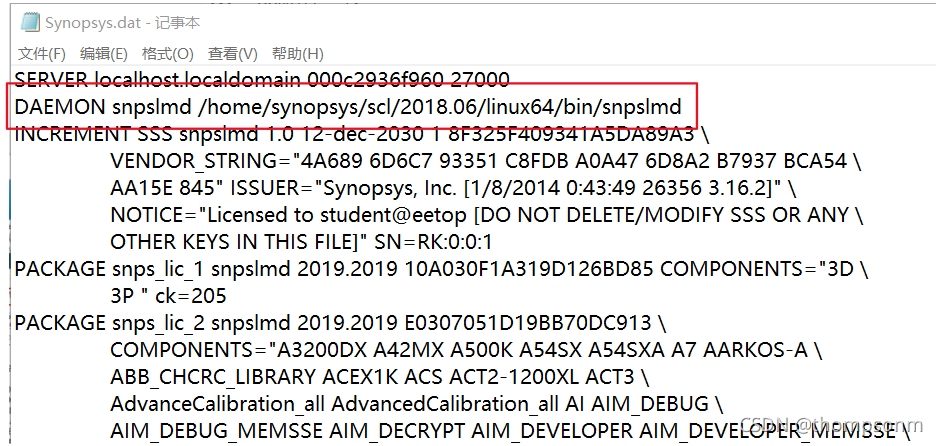 Synopsys.dat - 记事本
文件(F) 编辑(E) 格式(O) 查看(V) 帮助(H)
SERVER localhost.localdomain 000c2936f960 27000
DAEMON snpslmd /home/synopsys/scl/2018.06/linux64/bin/snpslmd
INCREMENT SSS snpslmd 1.0 12-dec-2030 1 8F325F409341A5DA89A3 \
VENDOR_STRING="4A689 6D6C7 93351 C8FDB A0A47 6D8A2 B7937 BCA54 \
AA15E 845" ISSUER="Synopsys, Inc. [1/8/2014 0:43:49 26356 3.16.2]" \
NOTICE="Licensed to student@eetop [DO NOT DELETE/MODIFY SSS OR ANY \
OTHER KEYS IN THIS FILE]" SN=RK:0:0:1
PACKAGE snps_lic_1 snpslmd 2019.2019 10A030F1A319D126BD85 COMPONENTS="3D \
3P " ck=205
PACKAGE snps_lic_2 snpslmd 2019.2019 E0307051D19BB70DC913 \
COMPONENTS="A3200DX A42MX A500K A54SX A54SXA A7 AARKOS-A \
ABB_CHCRC_LIBRARY ACEX1K ACS ACT2-1200XL ACT3 \
AdvanceCalibration_all AdvancedCalibration_all AI AIM_DEBUG \
AIM_DEBUG_MEMSSE AIM_DECRYPT AIM_DEVELOPER AIM_DEVELOPER_MEMISSE \
CSDN @thomosonm